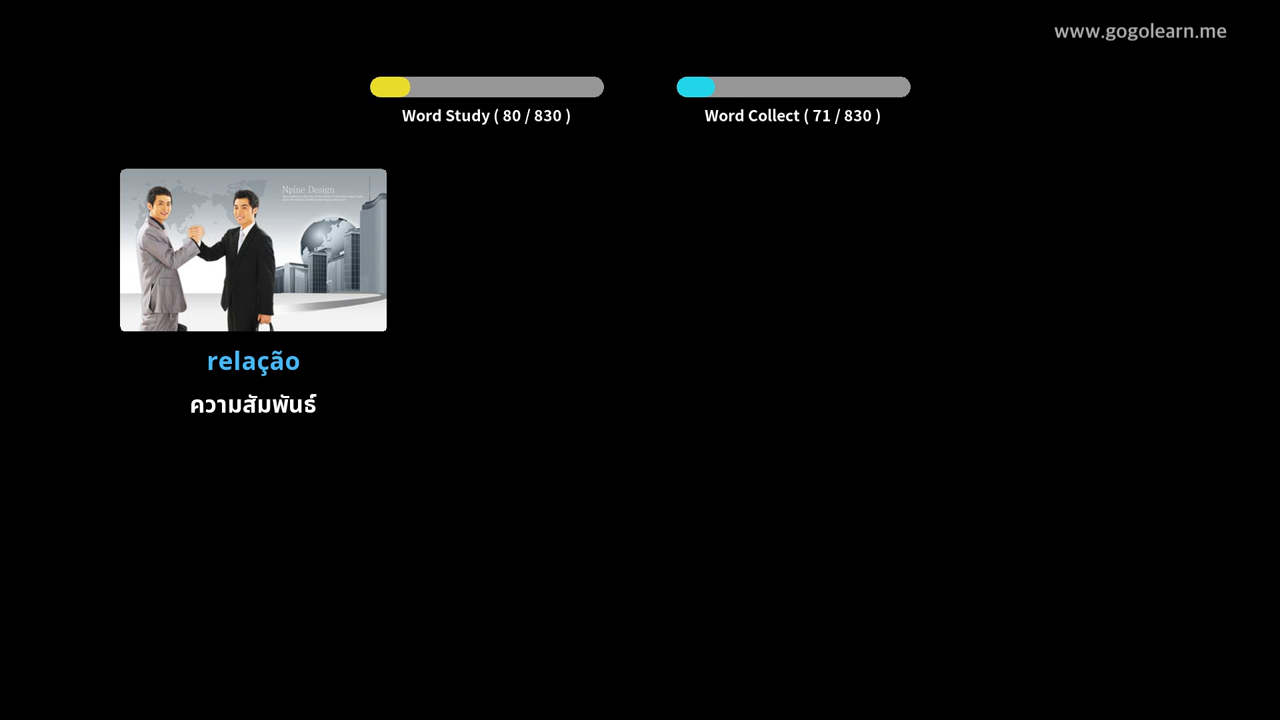 www.gogolearn.me
Word Study ( 80 / 830 )
Word Collect ( 71 / 830 )
Npine Design
relação
ความสัมพันธ์